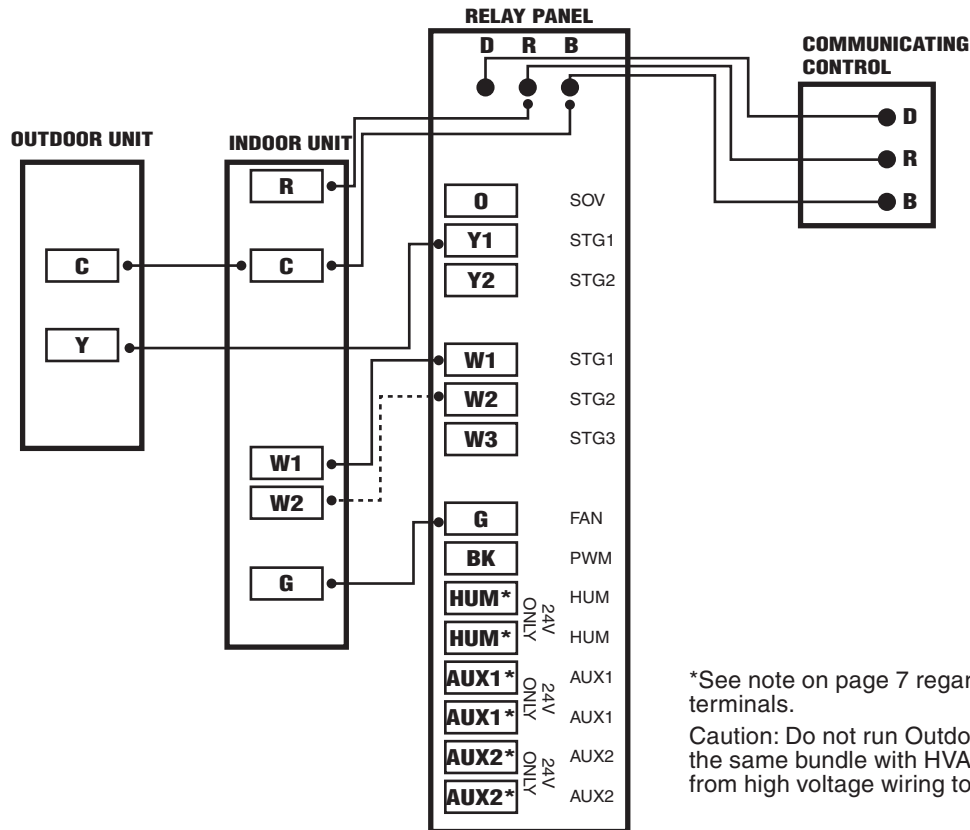 RELAY PANEL
D R B
COMMUNICATING
CONTROL
D
R
B
OUTDOOR UNIT
C
Y
INDOOR UNIT
R
C
W1
W2
G
O SOV
Y1 STG1
Y2 STG2
W1 STG1
W2 STG2
W3 STG3
G FAN
BK PWM
HUM* HUM
HUM* HUM
24V
ONLY
AUX1* AUX1
AUX1* AUX1
24V
ONLY
AUX2* AUX2
AUX2* AUX2
24V
ONLY
*See note on page 7 regar
terminals.
Caution: Do not run Outdo
the same bundle with HVA
from high voltage wiring to